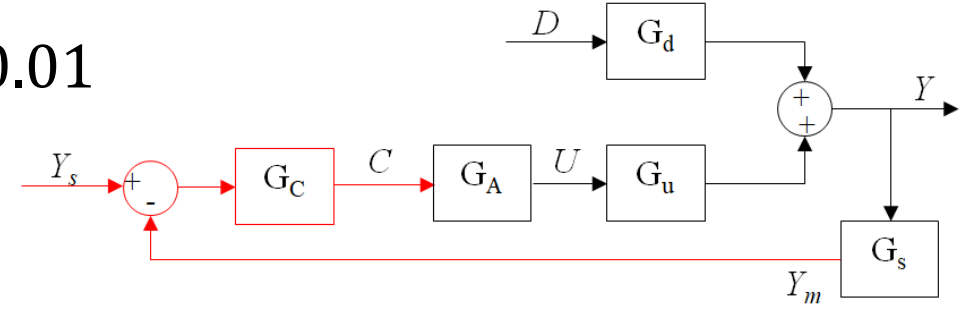 D
G_d
0.01
+
+
Y
Y_s
+
-
G_C
C
G_A
U
G_u
G_s
Y_m